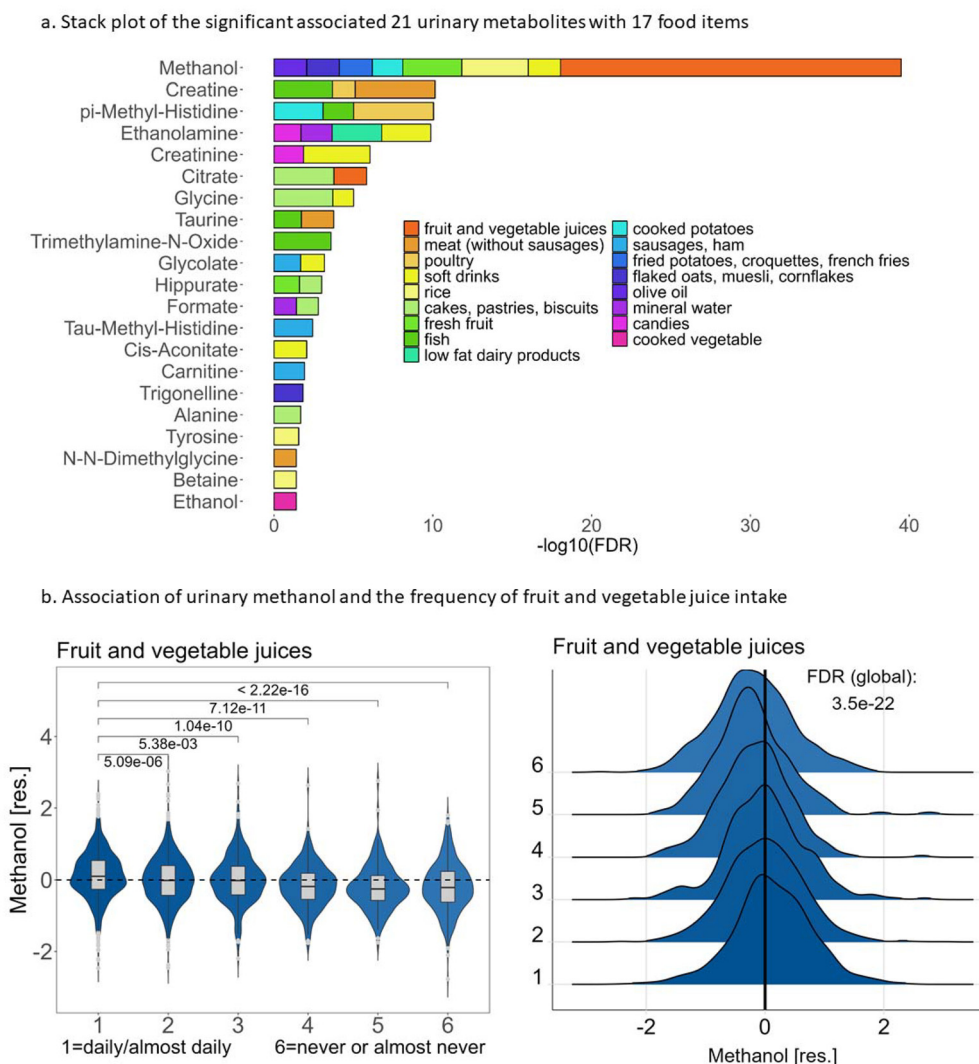 a. Stack plot of the significant associated 21 urinary metabolites with 17 food items
Methanol
Creatine
pi-Methyl-Histidine
Ethanolamine
Creatinine
Citrate
Glycine
Taurine
Trimethylamine-N-Oxide
Glycolate
Hippurate
Formate
Tau-Methyl-Histidine
Cis-Aconitate
Carnitine
Trigonelline
Alanine
Tyrosine
N-N-Dimethylglycine
Betaine
Ethanol
fruit and vegetable juices
meat (without sausages)
poultry
soft drinks
rice
cakes, pastries, biscuits
fresh fruit
fish
low fat dairy products
cooked potatoes
sausages, ham
fried potatoes, croquettes, french fries
flaked oats, muesli, cornflakes
olive oil
mineral water
candies
cooked vegetable
0 10 20 30 40
-log10(FDR)
b. Association of urinary methanol and the frequency of fruit and vegetable juice intake
Fruit and vegetable juices
< 2.22e-16
7.12e-11
1.04e-10
5.38e-03
5.09e-06
Methanol [res.]
4
2
0
-2
1 2 3 4 5 6
1=daily/almost daily 6=never or almost never
Fruit and vegetable juices
FDR (global):
3.5e-22
6
5
4
3
2
1
-2 0 2
Methanol [res.]